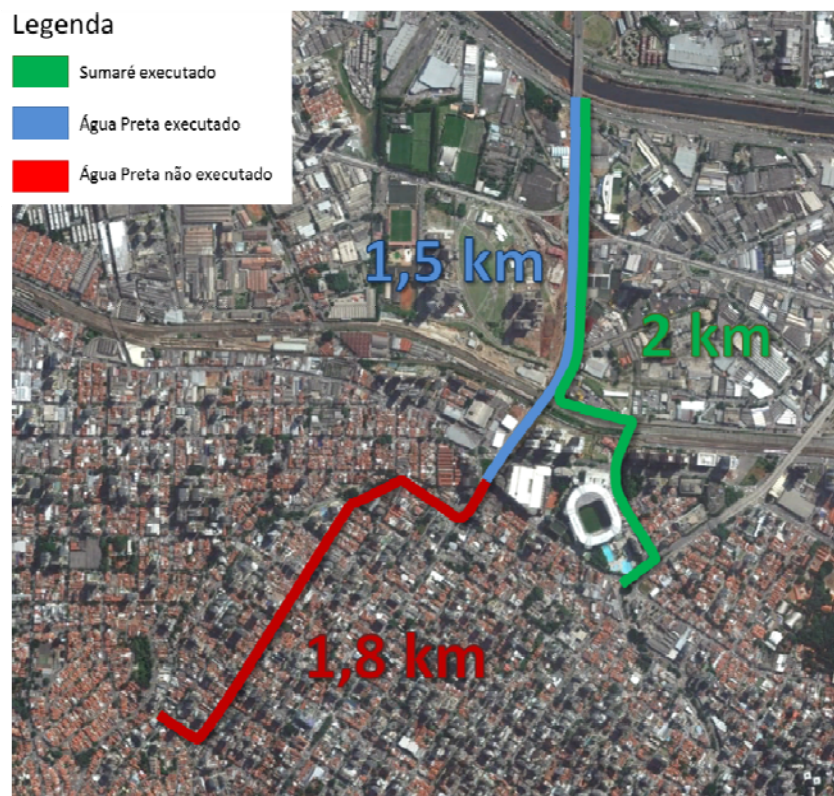 Legenda
Sumaré executado
Água Preta executado
Água Preta não executado
1,5 km
2 km
1,8 km